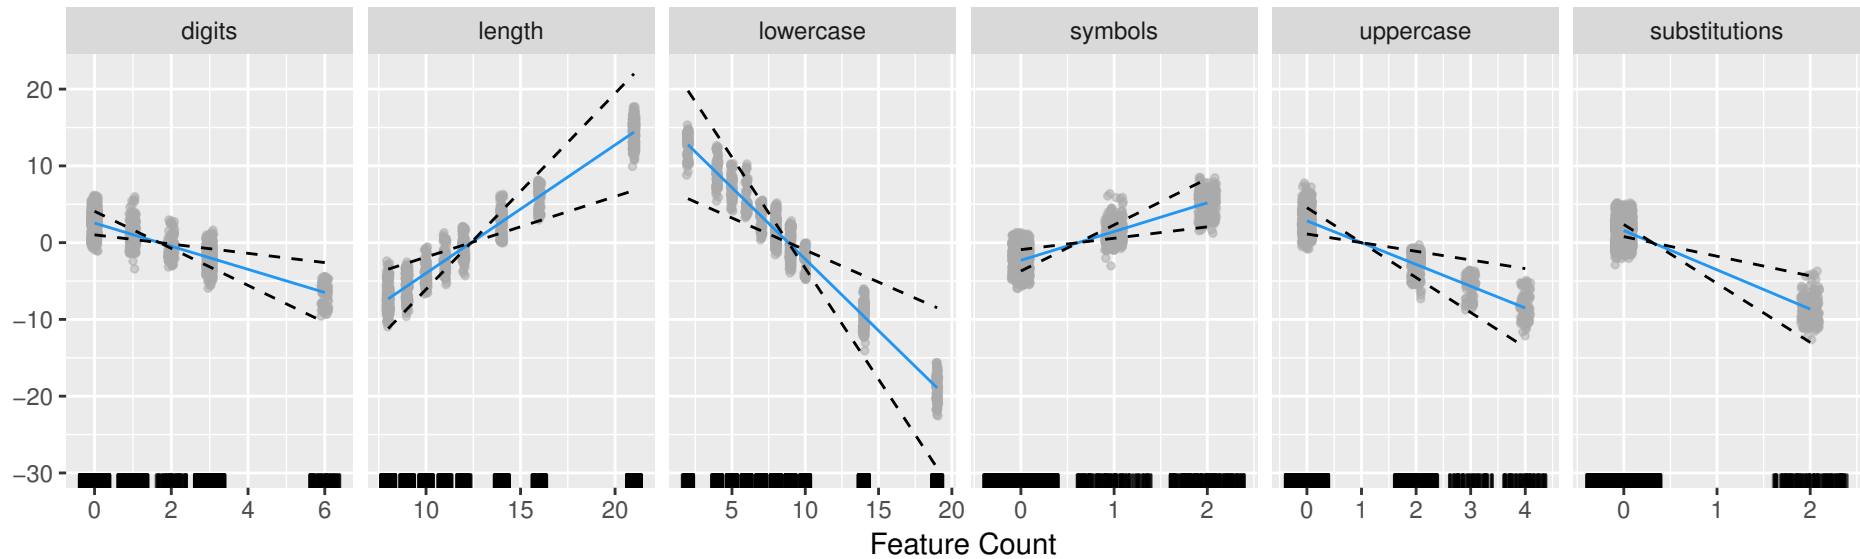 digits length lowercase symbols uppercase substitutions
20
10
0
−10
−20
−30
0 2 4 6 10 15 20 5 10 15 20 0 1 2 0 1 2 3 4 0 1 2
Feature Count